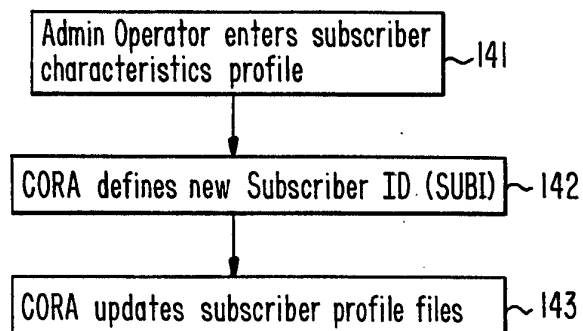 Admin Operator enters subscriber
characteristics profile
141
CORA defines new Subscriber ID (SUBI)
142
CORA updates subscriber profile files
143